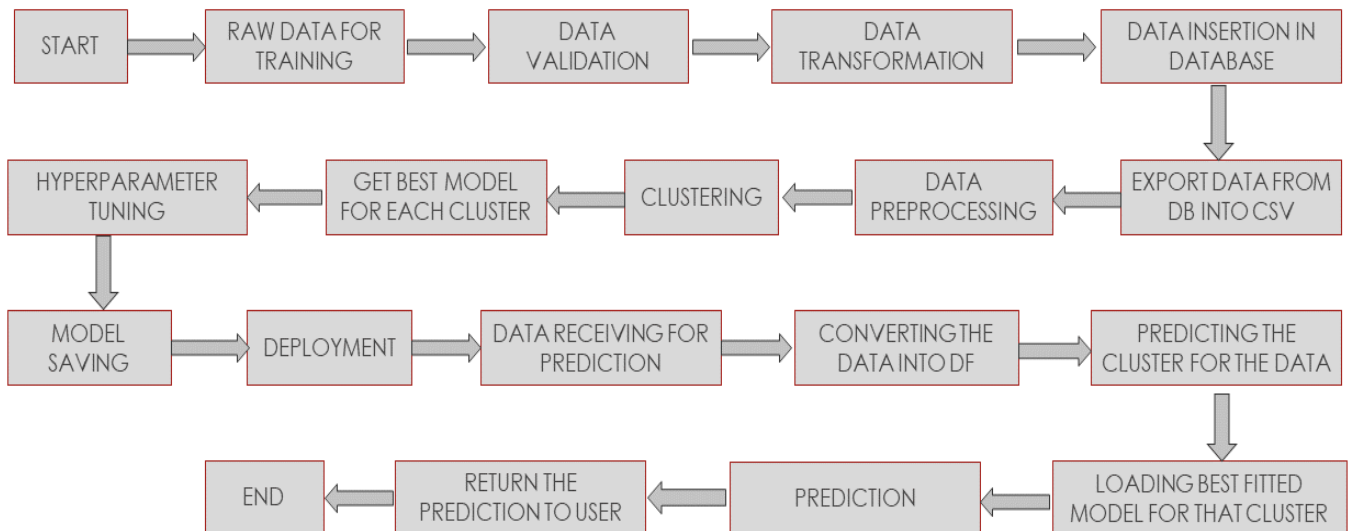 START
RAW DATA FOR
TRAINING
DATA
VALIDATION
DATA
TRANSFORMATION
DATA INSERTION IN
DATABASE
EXPORT DATA FROM
DB INTO CSV
DATA
PREPROCESSING
CLUSTERING
GET BEST MODEL
FOR EACH CLUSTER
HYPERPARAMETER
TUNING
MODEL
SAVING
DEPLOYMENT
DATA RECEIVING FOR
PREDICTION
CONVERTING THE
DATA INTO DF
PREDICTING THE
CLUSTER FOR THE DATA
LOADING BEST FITTED
MODEL FOR THAT CLUSTER
PREDICTION
RETURN THE
PREDICTION TO USER
END